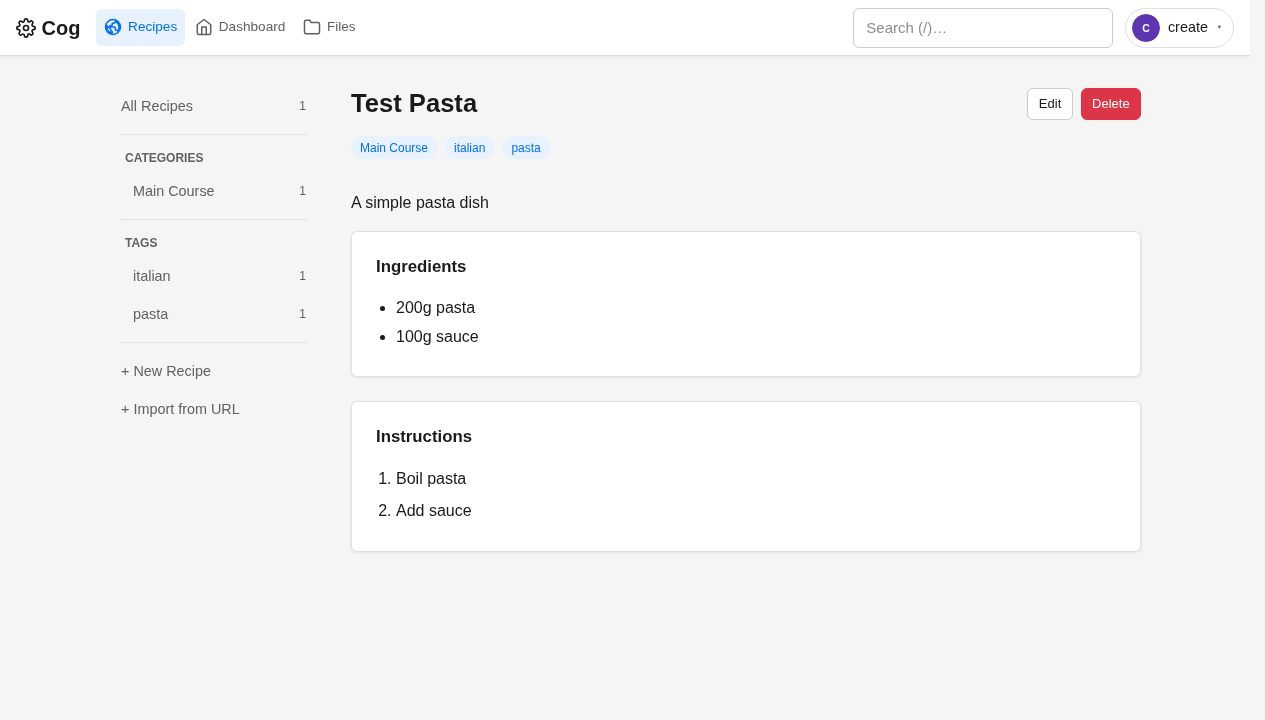 Cog
Recipes
Dashboard
Files
Search (/)…
C
create
All Recipes 1
CATEGORIES
Main Course 1
TAGS
italian 1
pasta 1
+ New Recipe
+ Import from URL
Test Pasta
Edit
Delete
Main Course
italian
pasta
A simple pasta dish
Ingredients
200g pasta
100g sauce
Instructions
1. Boil pasta
2. Add sauce